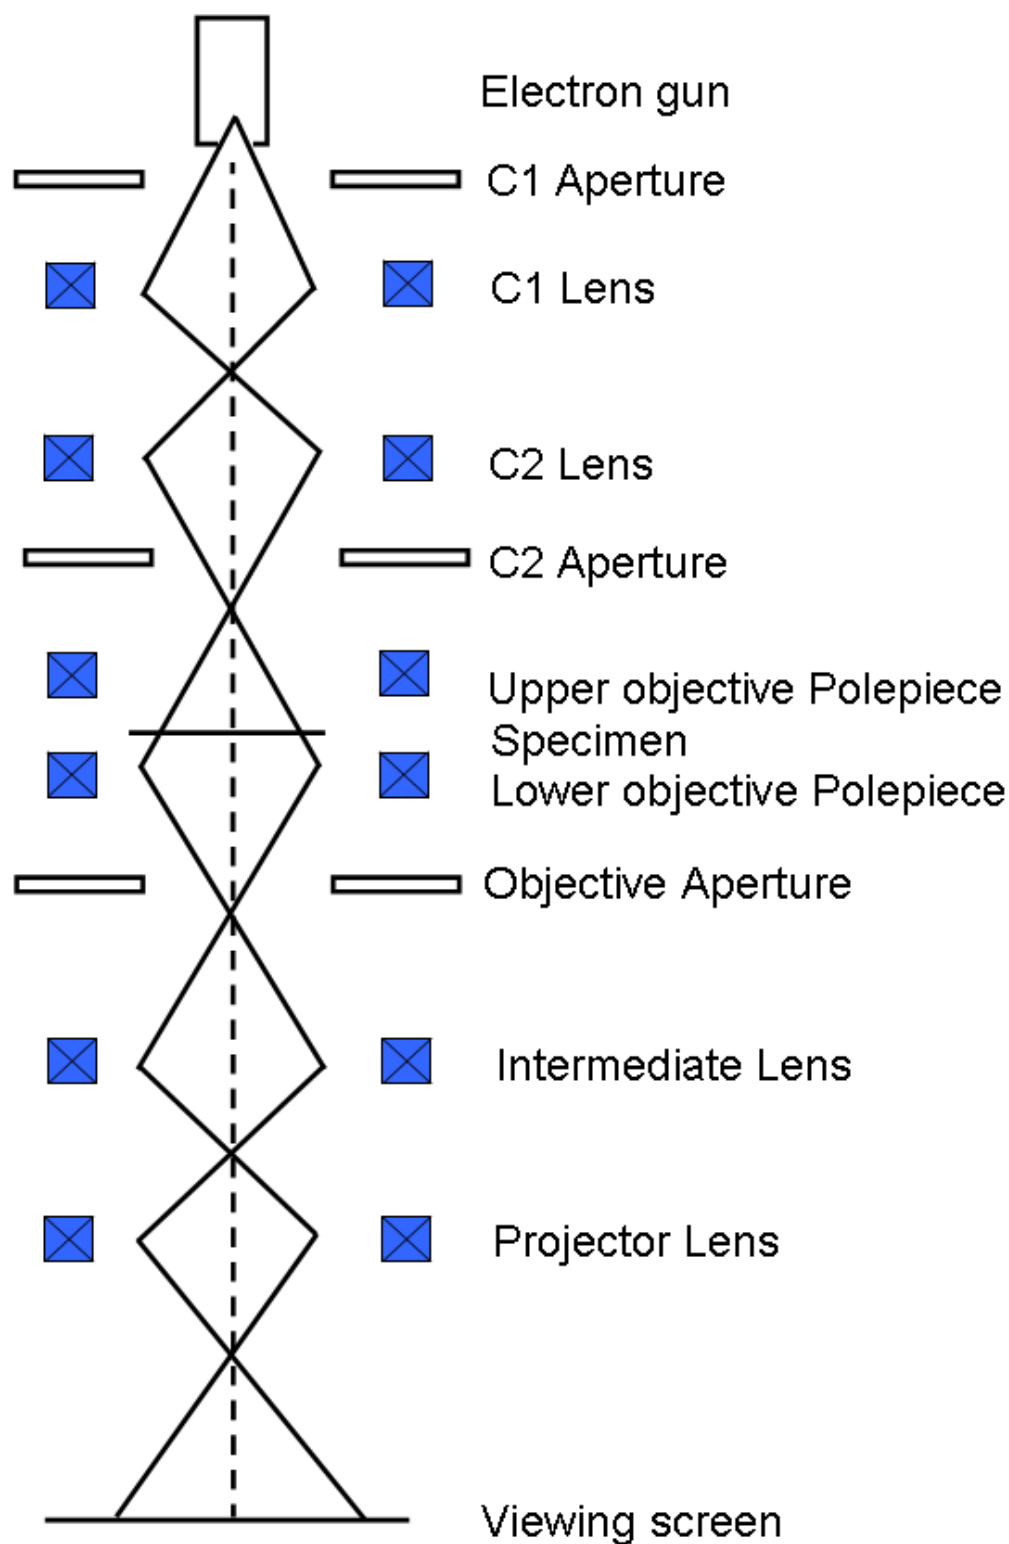 Electron gun
C1 Aperture
C1 Lens
C2 Lens
C2 Aperture
Upper objective Polepiece
Specimen
Lower objective Polepiece
Objective Aperture
Intermediate Lens
Projector Lens
Viewing screen